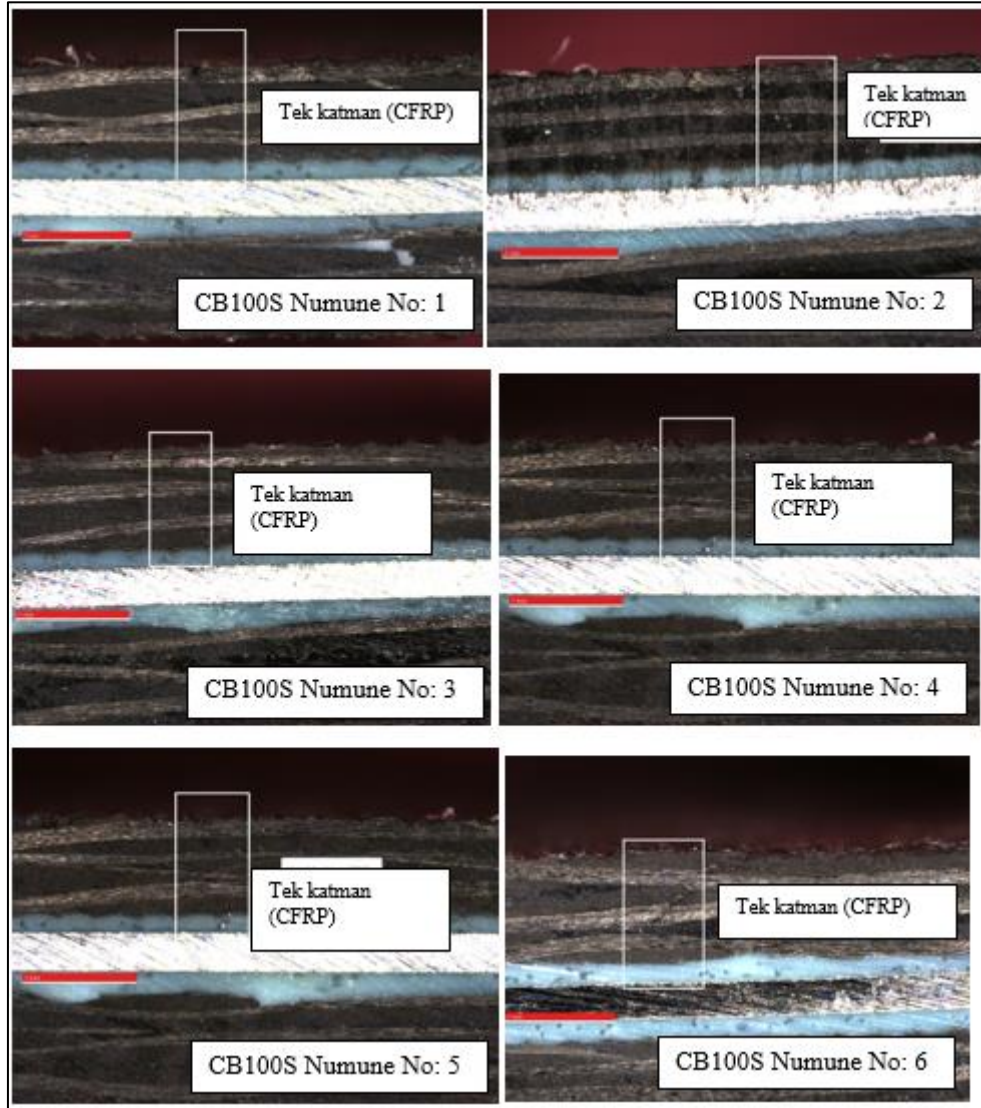 Tek katman (CFRP)
CB100S Numune No: 1
Tek katman
(CFRP)
CB100S Numune No: 2
Tek katman
(CFRP)
CB100S Numune No: 3
Tek katman
(CFRP)
CB100S Numune No: 4
Tek katman
(CFRP)
CB100S Numune No: 5
Tek katman (CFRP)
CB100S Numune No: 6